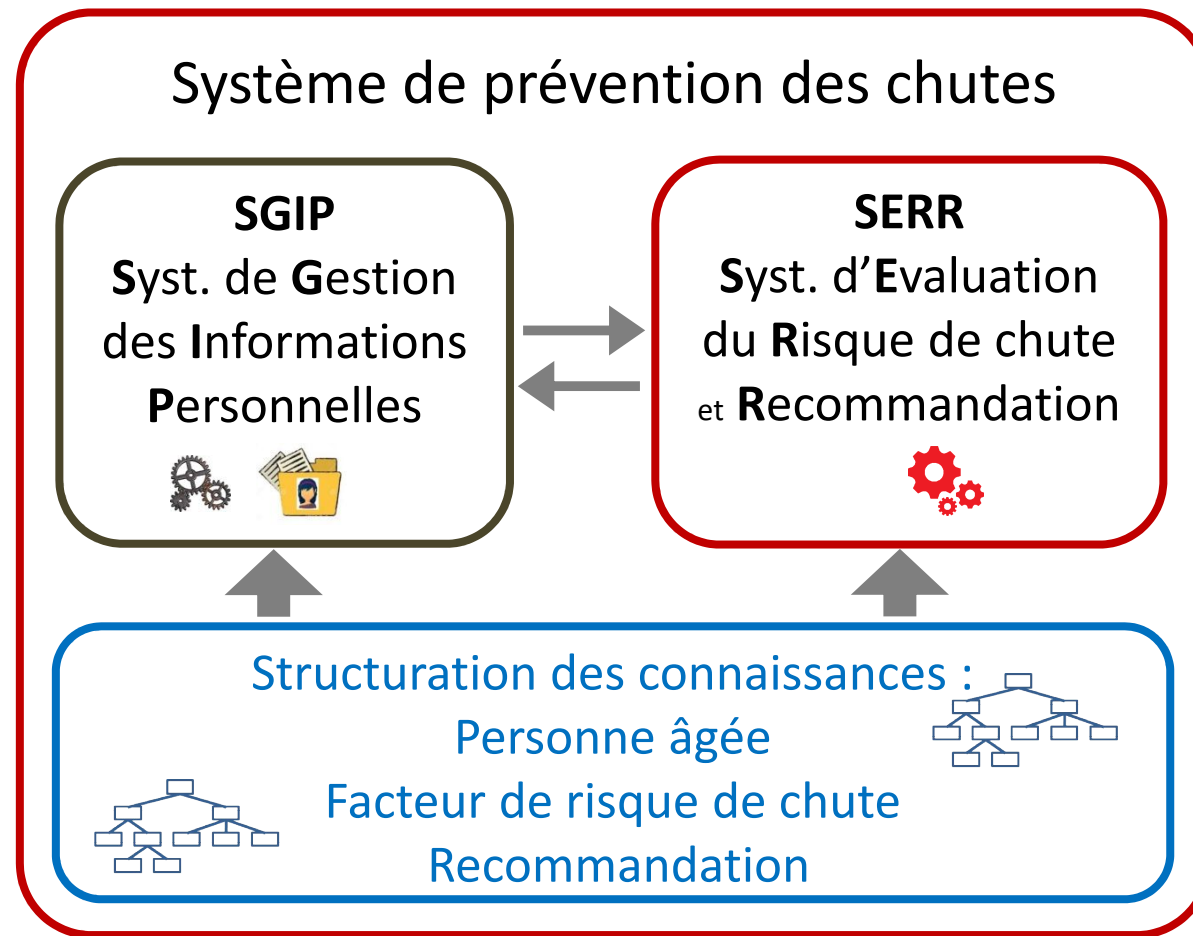 Système de prévention des chutes
SGIP
Syst. de Gestion
des Informations
Personnelles
SERR
Syst. d’Evaluation
du Risque de chute
et Recommandation
Structuration des connaissances :
Personne âgée
Facteur de risque de chute
Recommandation